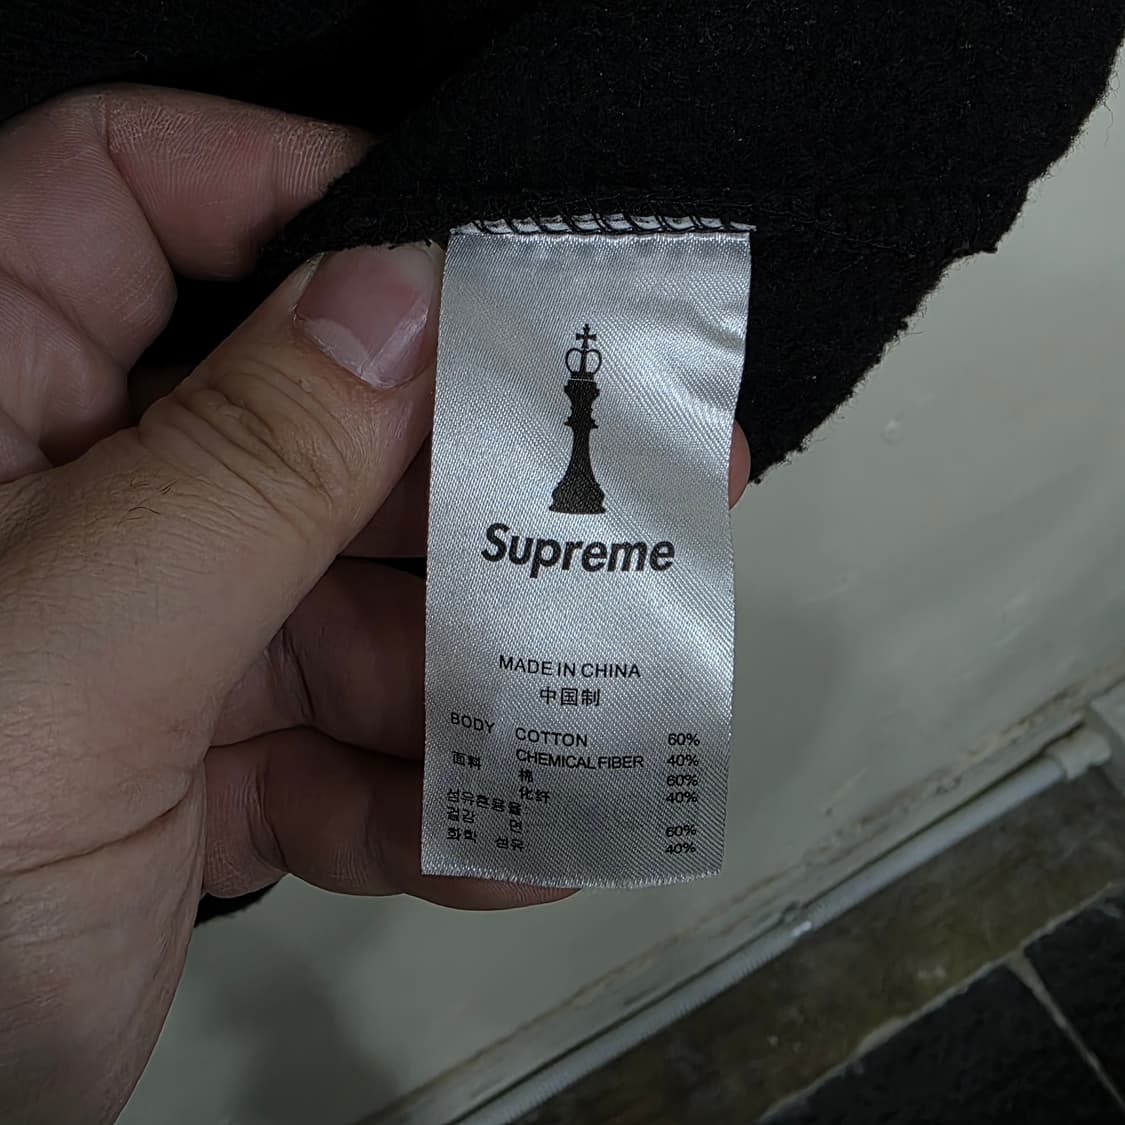 Supreme
MADE IN CHINA
中国制
BODY COTTON 60%
CHEMICAL FIBER 40%
面料 棉 60%
化纤 40%
섬유혼용율
겉감 면 60%
화학 섬유 40%